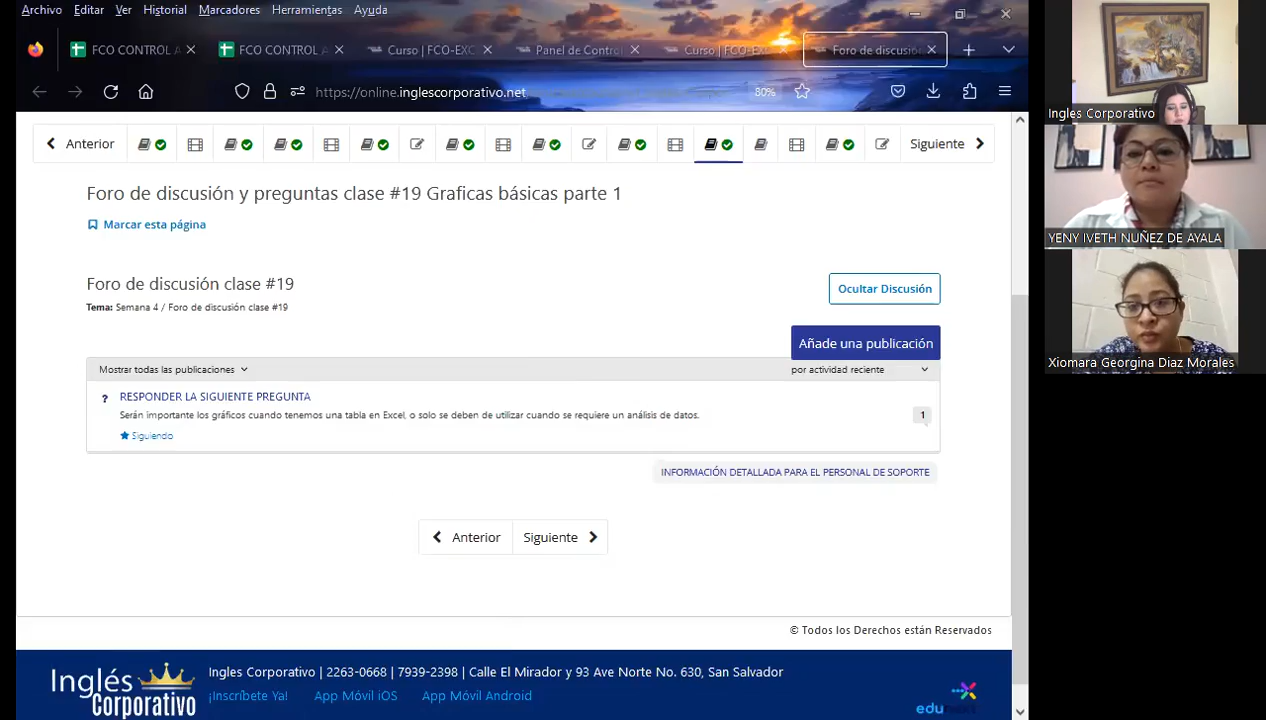 Archivo Editar Ver Historial Marcadores Herramientas Ayuda
FCO CONTROL A FCO CONTROL A Curso | FCO-EXC Panel de Contro Curso | FCO-EXC Foro de discusión
https://online.inglescorporativo.net 80%
Anterior Siguiente
Foro de discusión y preguntas clase #19 Graficas básicas parte 1
Marcar esta página
Foro de discusión clase #19
Ocultar Discusión
Tema: Semana 4 / Foro de discusión clase #19
Añade una publicación
Mostrar todas las publicaciones por actividad reciente
? RESPONDER LA SIGUIENTE PREGUNTA
Serán importante los gráficos cuando tenemos una tabla en Excel, o solo se deben de utilizar cuando se requiere un análisis de datos.
1
Siguiendo
INFORMACIÓN DETALLADA PARA EL PERSONAL DE SOPORTE
Anterior Siguiente
© Todos los Derechos están Reservados
Inglés Corporativo
Ingles Corporativo | 2263-0668 | 7939-2398 | Calle El Mirador y 93 Ave Norte No. 630, San Salvador
¡Inscríbete Ya! App Móvil iOS App Móvil Android
Ingles Corporativo
YENY IVETH NUÑEZ DE AYALA
Xiomara Georgina Diaz Morales